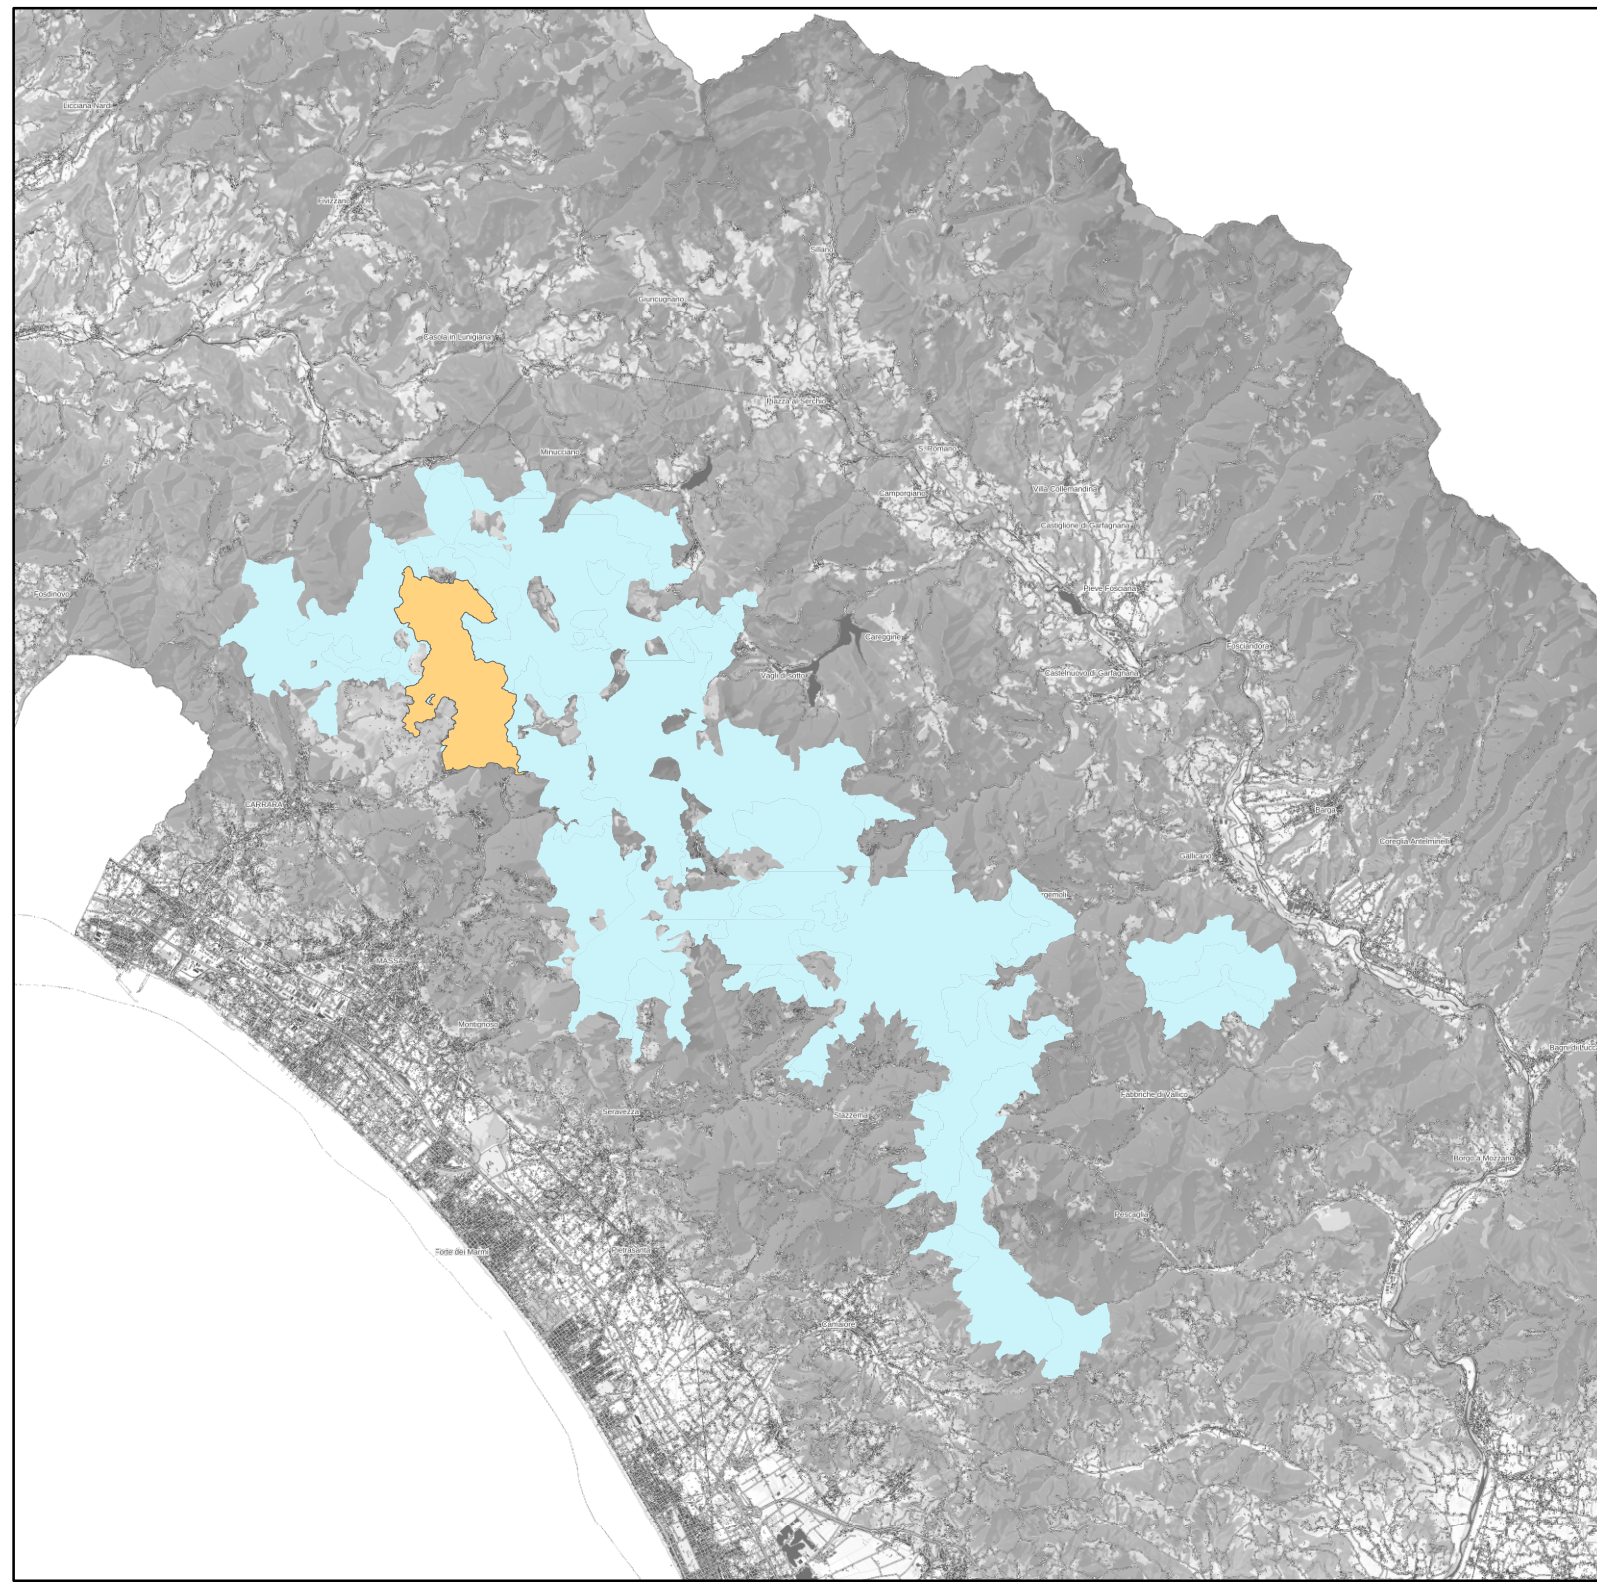 Licciana Nardi
Fivizzano
Sillano
Giuncugnano
Casola in Lunigiana
Piazza al Serchio
Minucciano
S. Romano
Camporgiano
Villa Collemandina
Castiglione di Garfagnana
Fosdinovo
Pieve Fosciana
Careggine
Fosciandora
Vagli di sotto
Castelnuovo di Garfagnana
CARRARA
Barga
Coreglia Antelminelli
Gallicano
rgemoli
MASSA
Montignoso
Bagni di Lucc
Fabbriche di Vallico
Seravezza
Stazzema
Borgo a Mozzano
Pescaglia
Forte dei Marmi
Pietrasanta
Camaiore